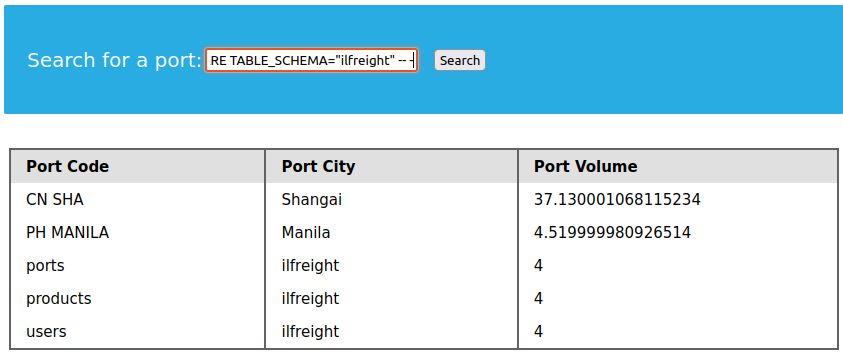 Search for a port: RE TABLE_SCHEMA="ilfreight" -- - Search
Port Code Port City Port Volume
CN SHA Shangai 37.130001068115234
PH MANILA Manila 4.519999980926514
ports ilfreight 4
products ilfreight 4
users ilfreight 4